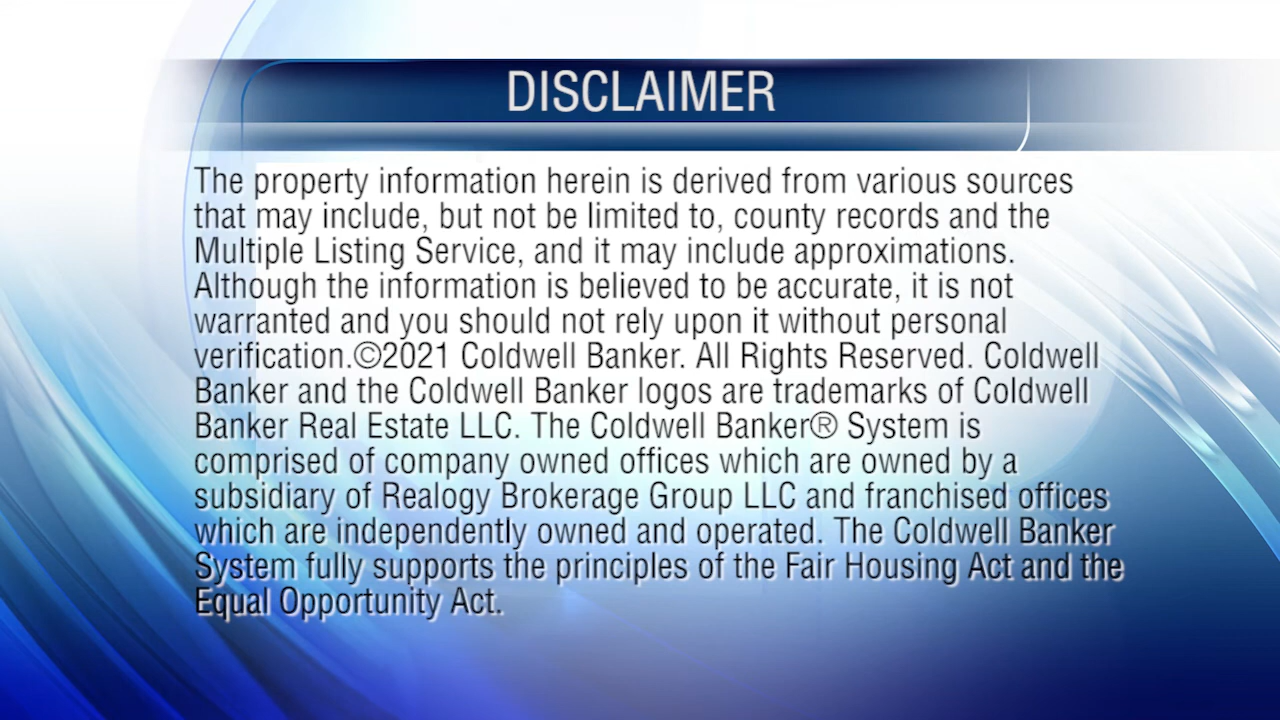 DISCLAIMER
The property information herein is derived from various sources
that may include, but not be limited to, county records and the
Multiple Listing Service, and it may include approximations.
Although the information is believed to be accurate, it is not
warranted and you should not rely upon it without personal
verification.©2021 Coldwell Banker. All Rights Reserved. Coldwell
Banker and the Coldwell Banker logos are trademarks of Coldwell
Banker Real Estate LLC. The Coldwell Banker® System is
comprised of company owned offices which are owned by a
subsidiary of Realogy Brokerage Group LLC and franchised offices
which are independently owned and operated. The Coldwell Banker
System fully supports the principles of the Fair Housing Act and the
Equal Opportunity Act.